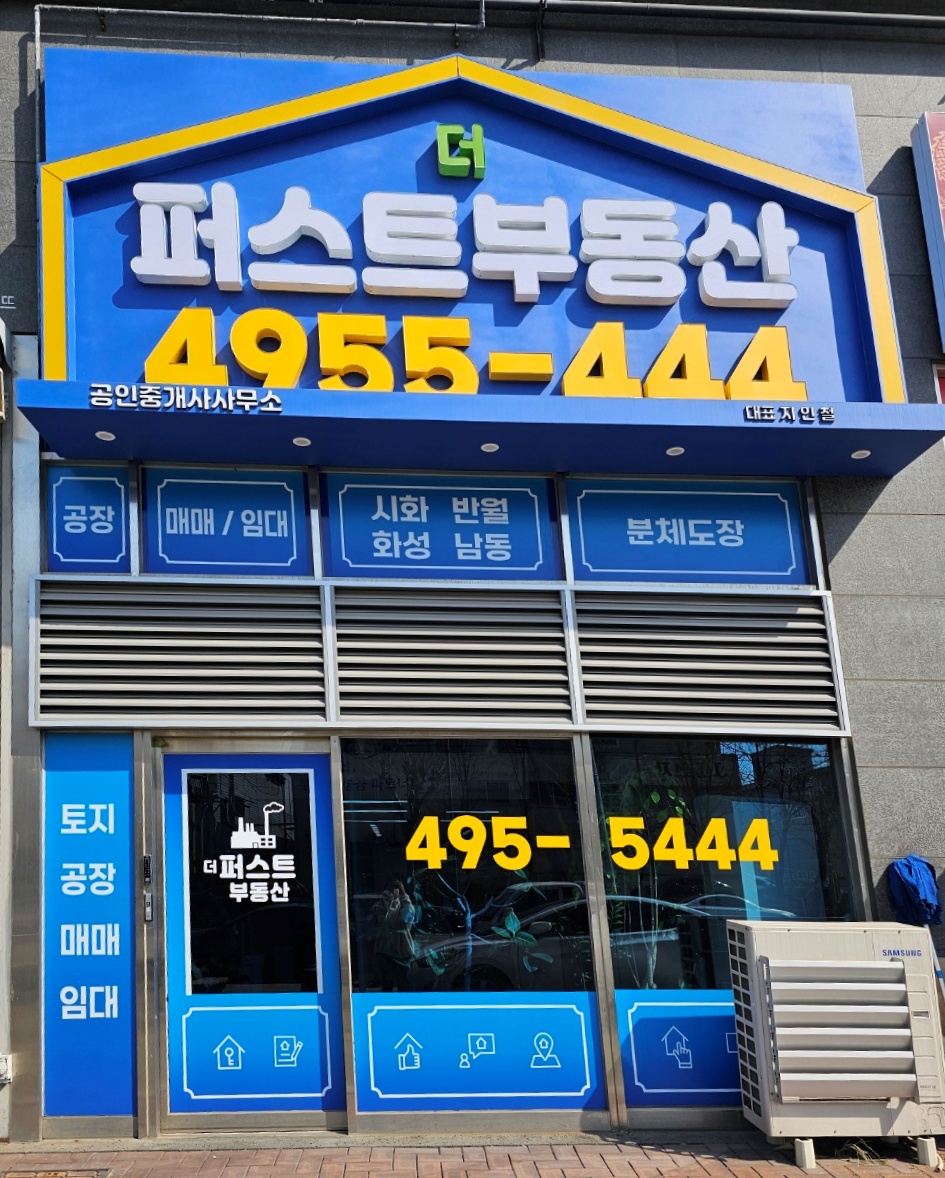 더
퍼스트부동산
4955-444
공인중개사사무소
대표 지인철
공장
매매 / 임대
시화 반월
화성 남동
분체도장
토지
공장
매매
임대
더퍼스트
부동산
495- 5444
SAMSUNG
뜨